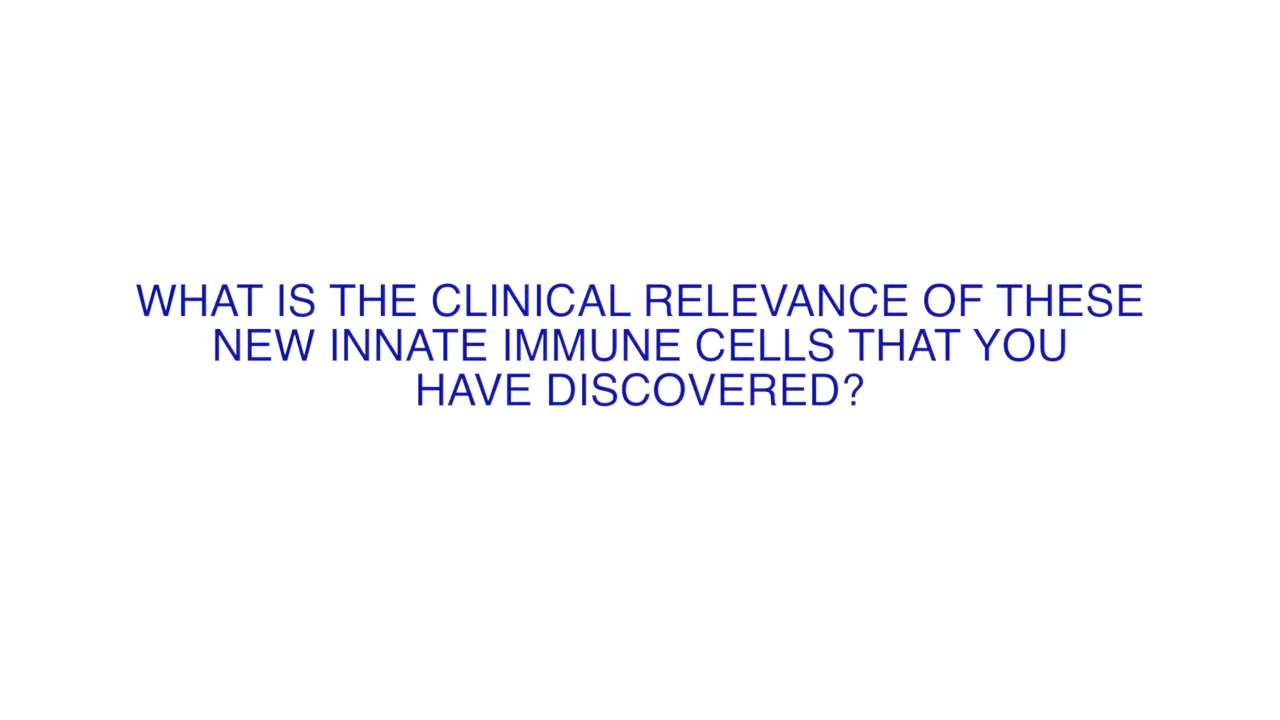 WHAT IS THE CLINICAL RELEVANCE OF THESE
NEW INNATE IMMUNE CELLS THAT YOU
HAVE DISCOVERED?